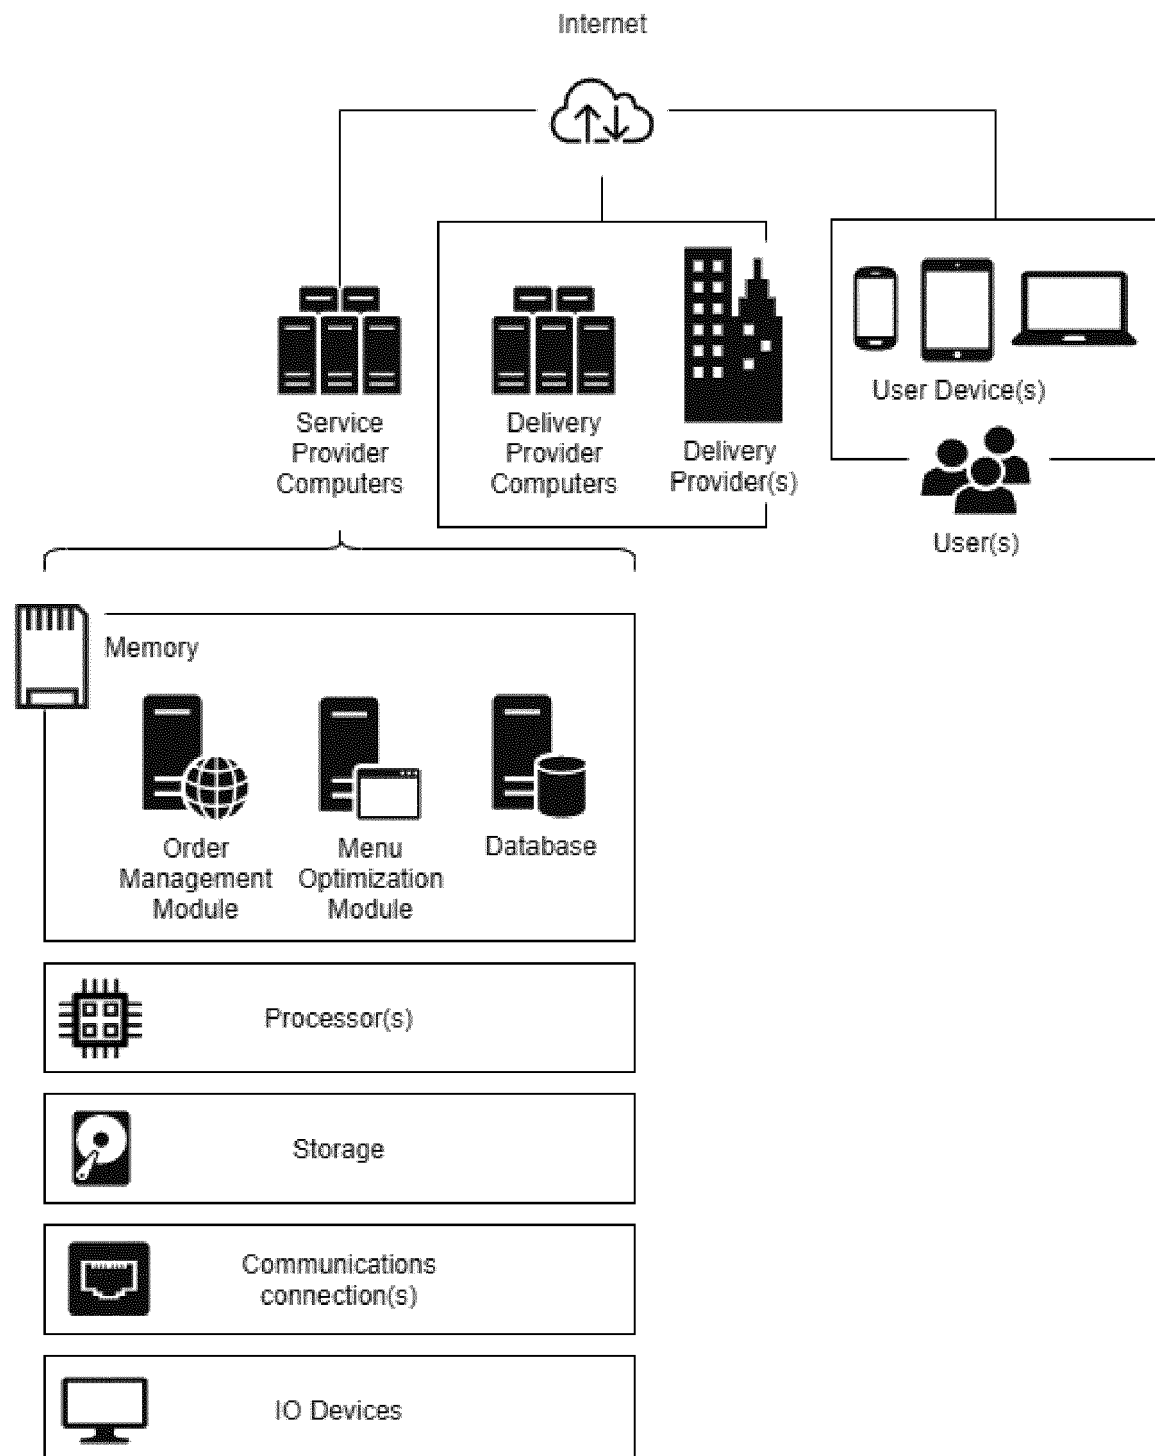 Internet
Service
Provider
Computers
Delivery
Provider
Computers
Delivery
Provider(s)
User Device(s)
User(s)
Memory
Order
Management
Module
Menu
Optimization
Module
Database
Processor(s)
Storage
Communications
connection(s)
IO Devices